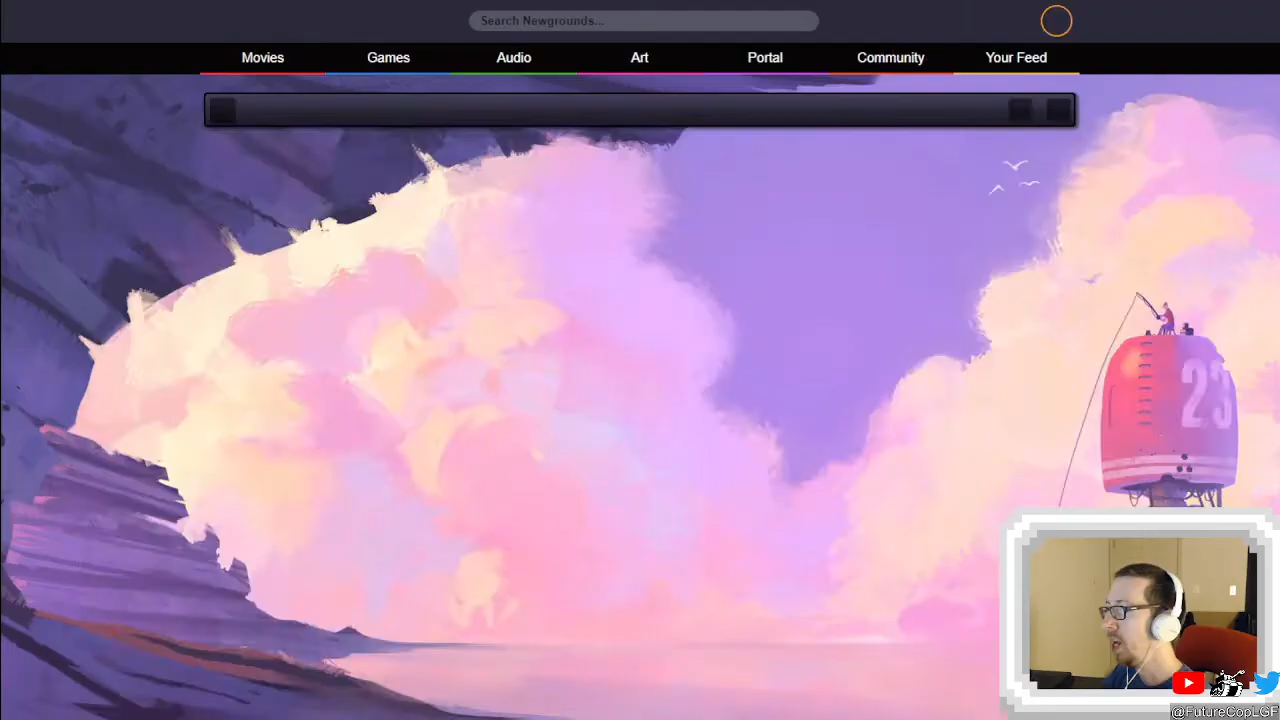 Search Newgrounds...
Movies
Games
Audio
Art
Portal
Community
Your Feed
23
@FutureCopLGF